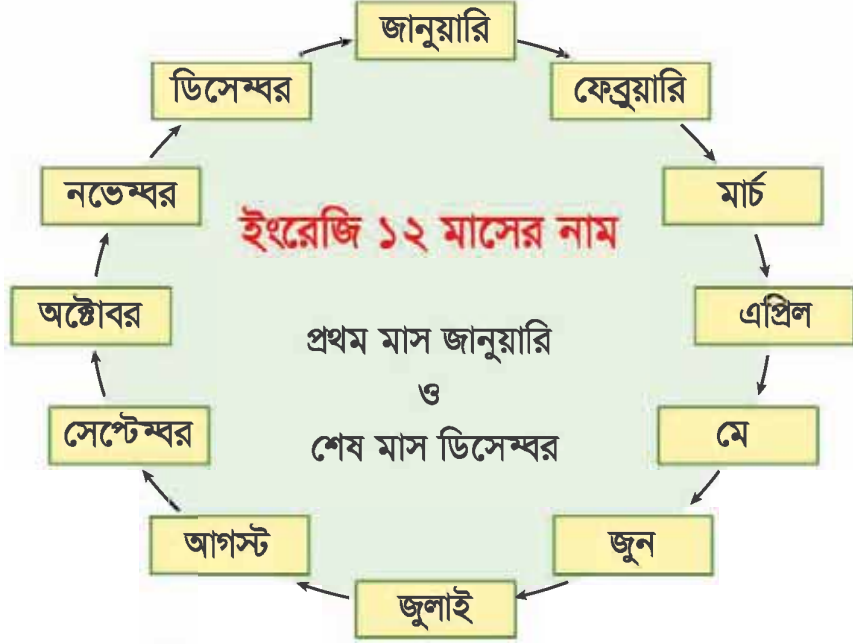 জানুয়ারি
ফেব্রুয়ারি
মার্চ
এপ্রিল
মে
জুন
জুলাই
আগস্ট
সেপ্টেম্বর
অক্টোবর
নভেম্বর
ডিসেম্বর
ইংরেজি ১২ মাসের নাম
প্রথম মাস জানুয়ারি
ও
শেষ মাস ডিসেম্বর